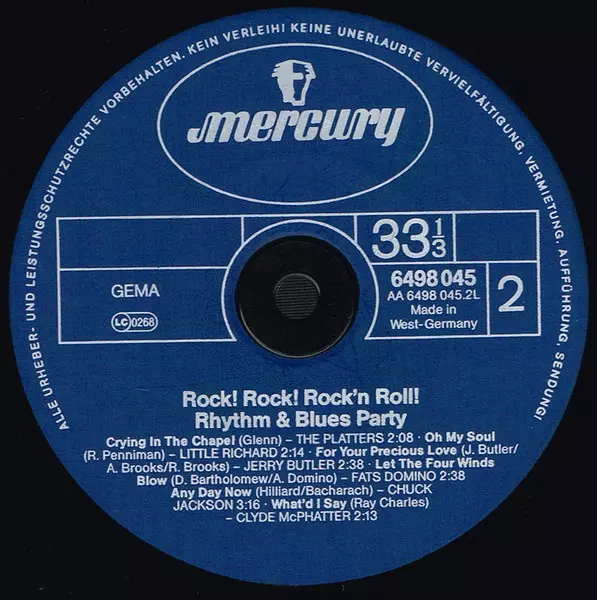 ALLE URHEBER- UND LEISTUNGSSCHUTZRECHTE VORBEHALTEN. KEIN VERLEIH! KEINE UNERLAUBTE VERVIELFÄLTIGUNG, VERMIETUNG, AUFFÜHRUNG, SENDUNG!
mercury
33 1/3
GEMA
LC 0268
6498 045
AA 6498 045.2L
Made in
West-Germany
2
Rock! Rock! Rock'n Roll!
Rhythm & Blues Party
Crying In The Chapel (Glenn) – THE PLATTERS 2:08 · Oh My Soul
(R. Penniman) – LITTLE RICHARD 2:14 · For Your Precious Love (J. Butler/
A. Brooks/R. Brooks) – JERRY BUTLER 2:38 · Let The Four Winds
Blow (D. Bartholomew/A. Domino) – FATS DOMINO 2:38
Any Day Now (Hilliard/Bacharach) – CHUCK
JACKSON 3:16 · What'd I Say (Ray Charles)
– CLYDE McPHATTER 2:13